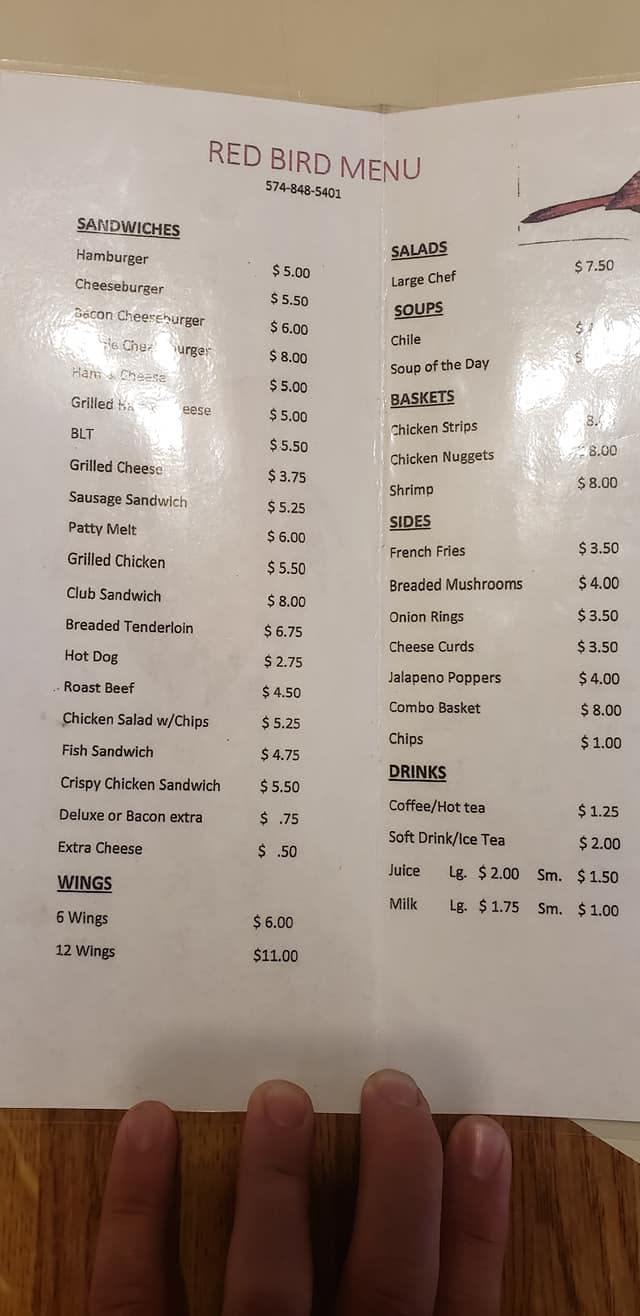 RED BIRD MENU
574-848-5401
SANDWICHES
Hamburger $ 5.00
Cheeseburger $ 5.50
Bacon Cheeseburger $ 6.00
$ 8.00
Ham & Cheese $ 5.00
Grilled $ 5.00
BLT $ 5.50
Grilled Cheese $ 3.75
Sausage Sandwich $ 5.25
Patty Melt $ 6.00
Grilled Chicken $ 5.50
Club Sandwich $ 8.00
Breaded Tenderloin $ 6.75
Hot Dog $ 2.75
Roast Beef $ 4.50
Chicken Salad w/Chips $ 5.25
Fish Sandwich $ 4.75
Crispy Chicken Sandwich $ 5.50
Deluxe or Bacon extra $ .75
Extra Cheese $ .50
WINGS
6 Wings $ 6.00
12 Wings $11.00
SALADS
Large Chef $ 7.50
SOUPS
Chile $
Soup of the Day $
BASKETS
Chicken Strips
Chicken Nuggets 8.00
Shrimp $ 8.00
SIDES
French Fries $ 3.50
Breaded Mushrooms $ 4.00
Onion Rings $ 3.50
Cheese Curds $ 3.50
Jalapeno Poppers $ 4.00
Combo Basket $ 8.00
Chips $ 1.00
DRINKS
Coffee/Hot tea $ 1.25
Soft Drink/Ice Tea $ 2.00
Juice Lg. $ 2.00 Sm. $ 1.50
Milk Lg. $ 1.75 Sm. $ 1.00